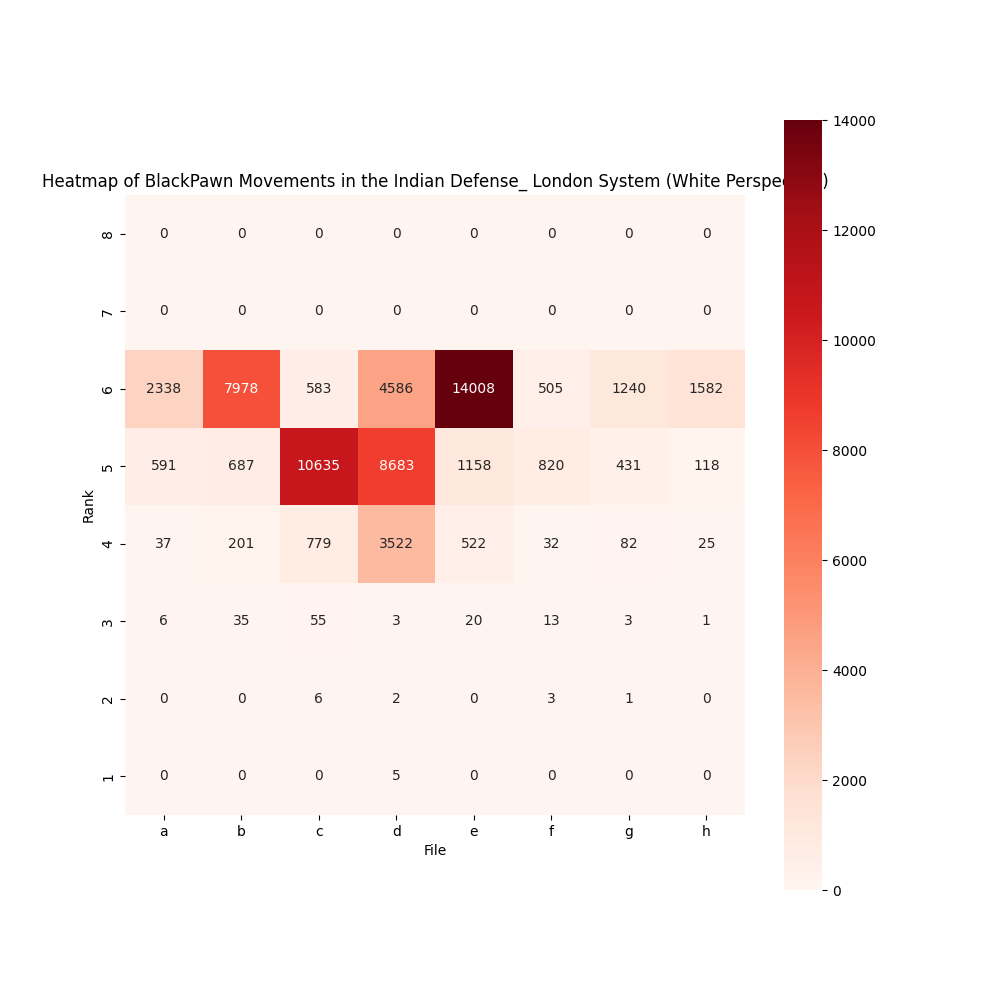 14000
Heatmap of BlackPawn Movements in the Indian Defense_ London System (White Perspe )
8 0 0 0 0 0 0 0 0
12000
7 0 0 0 0 0 0 0 0
10000
6 2338 7978 583 4586 14008 505 1240 1582
8000
5 591 687 10635 8683 1158 820 431 118
Rank
6000
4 37 201 779 3522 522 32 82 25
4000
3 6 35 55 3 20 13 3 1
2 0 0 6 2 0 3 1 0
2000
1 0 0 0 5 0 0 0 0
a b c d e f g h
File
0